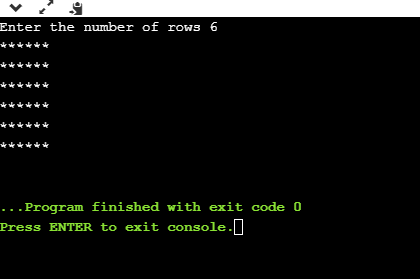 Enter the number of rows 6
******
******
******
******
******
******
...Program finished with exit code 0
Press ENTER to exit console.